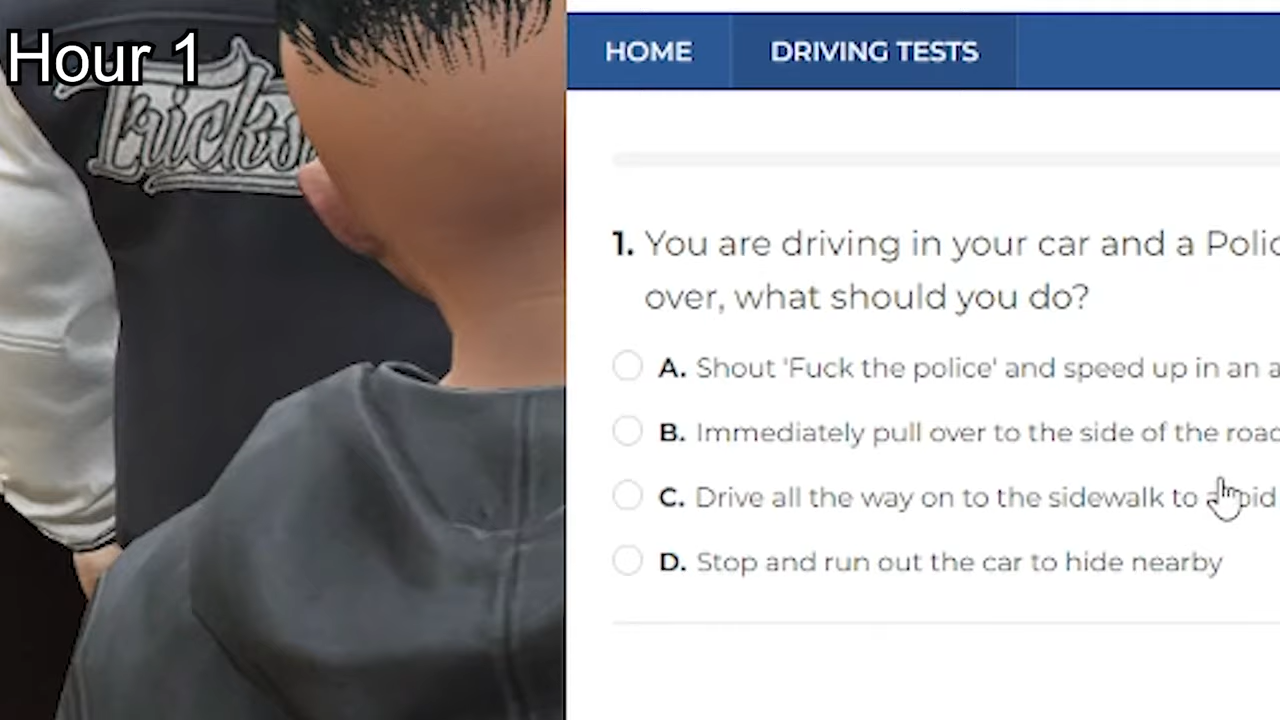 Hour 1
HOME
DRIVING TESTS
1. You are driving in your car and a
over, what should you do?
A. Shout 'Fuck the police' and speed up in an
B. Immediately pull over to the side of the
C. Drive all the way on to the sidewalk to
D. Stop and run out the car to hide nearby